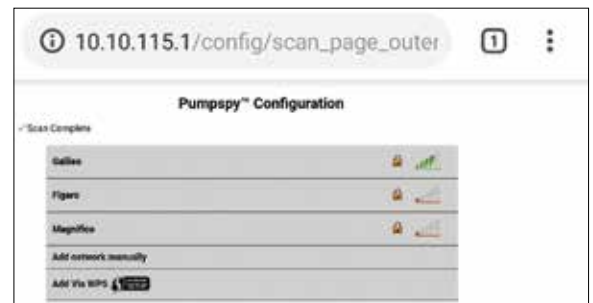 10.10.115.1/config/scan_page_outer
1
Pumpspy™ Configuration
✓Scan Complete
Galileo
Figaro
Magnifico
Add network manually
Add Via WPS